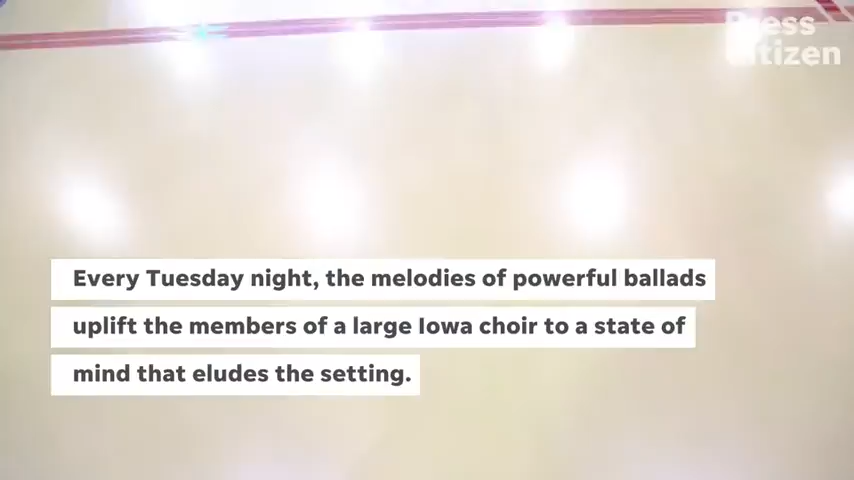 Press
Citizen
Every Tuesday night, the melodies of powerful ballads
uplift the members of a large Iowa choir to a state of
mind that eludes the setting.